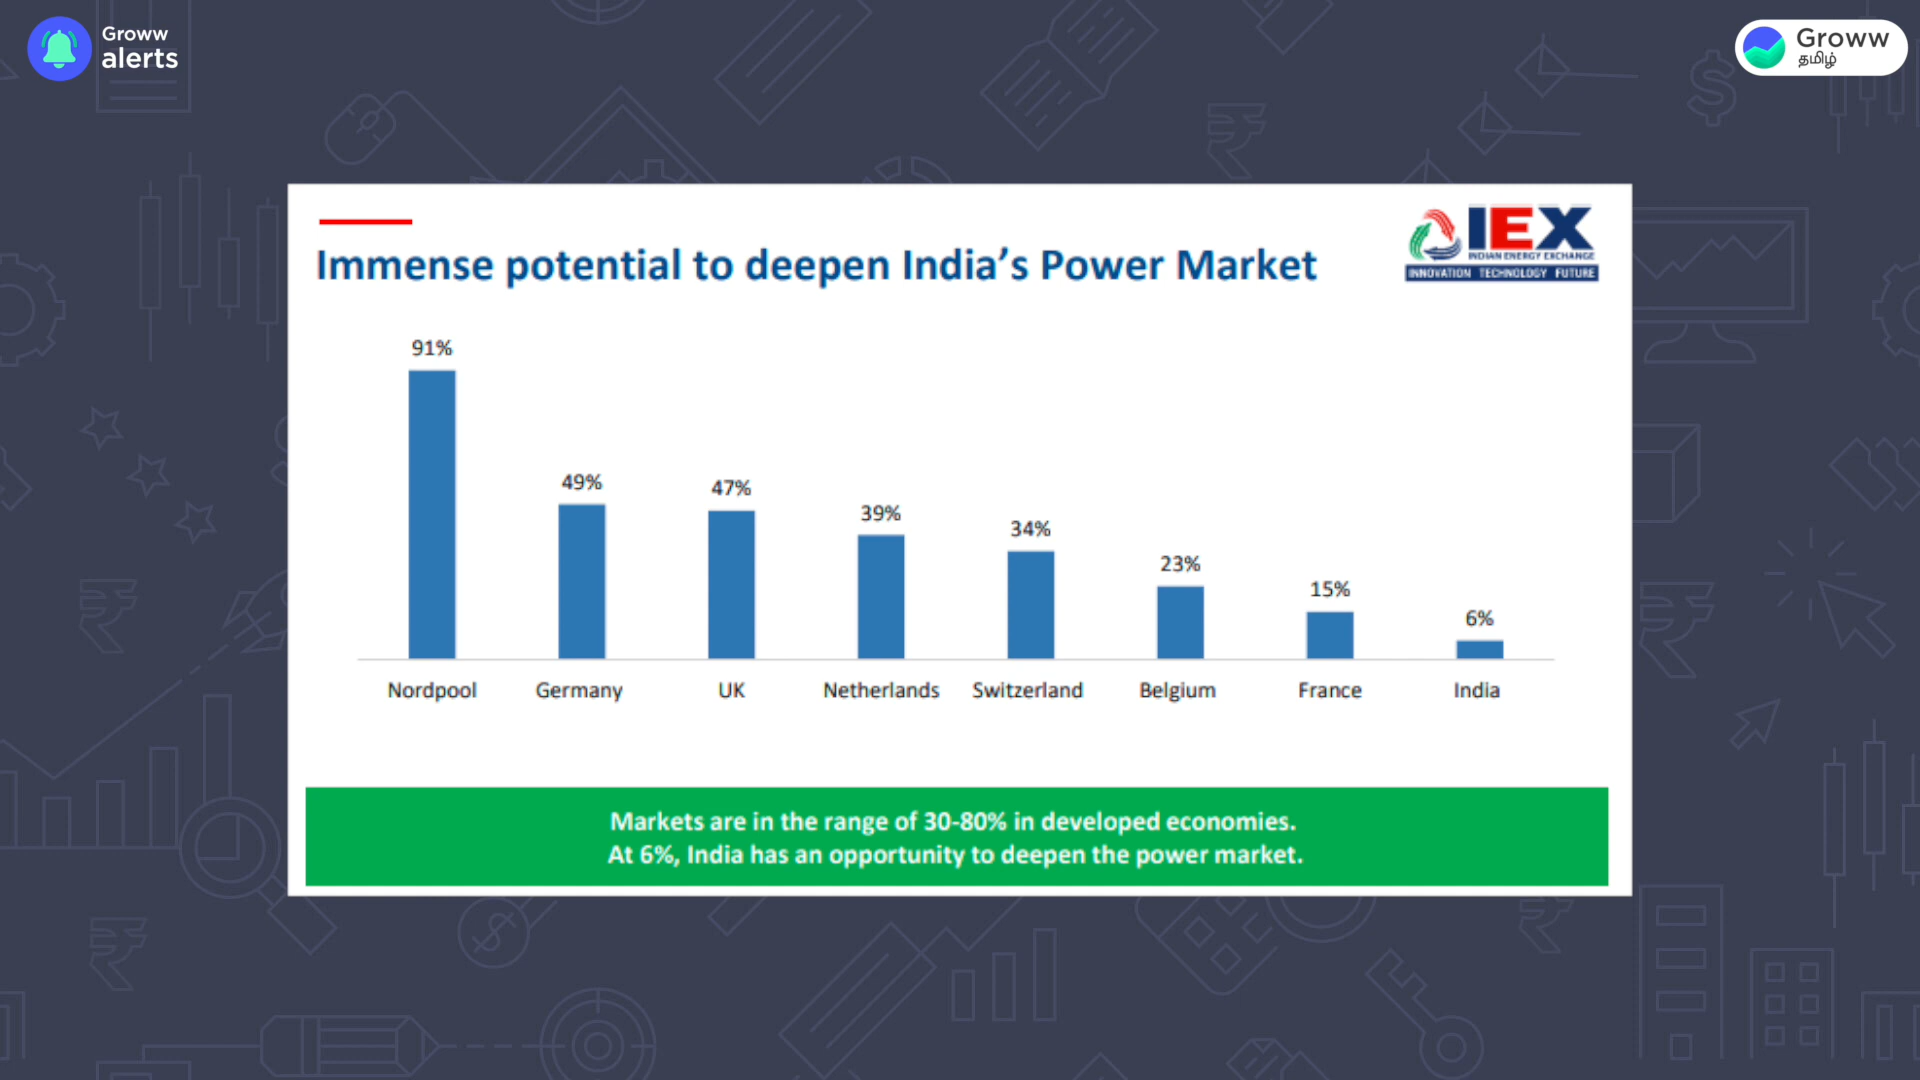 Groww
alerts
Groww
தமிழ்
Immense potential to deepen India's Power Market
IEX
INDIAN ENERGY EXCHANGE
INNOVATION TECHNOLOGY FUTURE
91%
49%
47%
39%
34%
23%
15%
6%
Nordpool Germany UK Netherlands Switzerland Belgium France India
Markets are in the range of 30-80% in developed economies.
At 6%, India has an opportunity to deepen the power market.